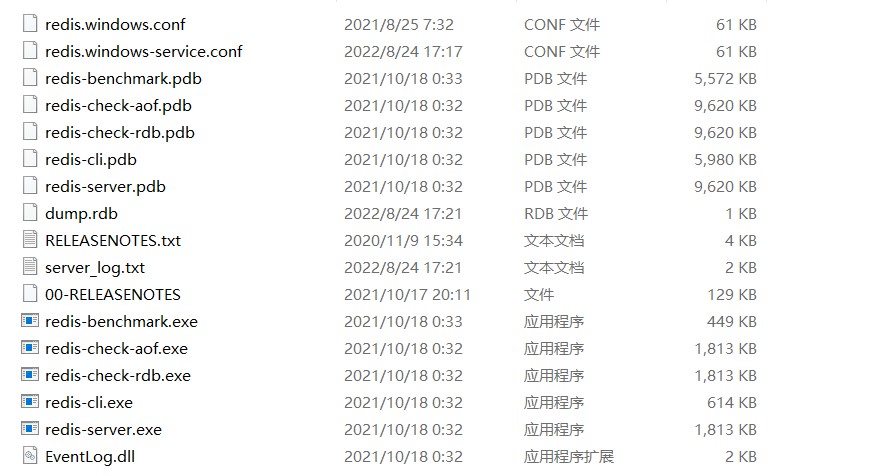 redis.windows.conf 2021/8/25 7:32 CONF 文件 61 KB
redis.windows-service.conf 2022/8/24 17:17 CONF 文件 61 KB
redis-benchmark.pdb 2021/10/18 0:33 PDB 文件 5,572 KB
redis-check-aof.pdb 2021/10/18 0:32 PDB 文件 9,620 KB
redis-check-rdb.pdb 2021/10/18 0:32 PDB 文件 9,620 KB
redis-cli.pdb 2021/10/18 0:32 PDB 文件 5,980 KB
redis-server.pdb 2021/10/18 0:32 PDB 文件 9,620 KB
dump.rdb 2022/8/24 17:21 RDB 文件 1 KB
RELEASENOTES.txt 2020/11/9 15:34 文本文档 4 KB
server_log.txt 2022/8/24 17:21 文本文档 2 KB
00-RELEASENOTES 2021/10/17 20:11 文件 129 KB
redis-benchmark.exe 2021/10/18 0:33 应用程序 449 KB
redis-check-aof.exe 2021/10/18 0:32 应用程序 1,813 KB
redis-check-rdb.exe 2021/10/18 0:32 应用程序 1,813 KB
redis-cli.exe 2021/10/18 0:32 应用程序 614 KB
redis-server.exe 2021/10/18 0:32 应用程序 1,813 KB
EventLog.dll 2021/10/18 0:32 应用程序扩展 2 KB